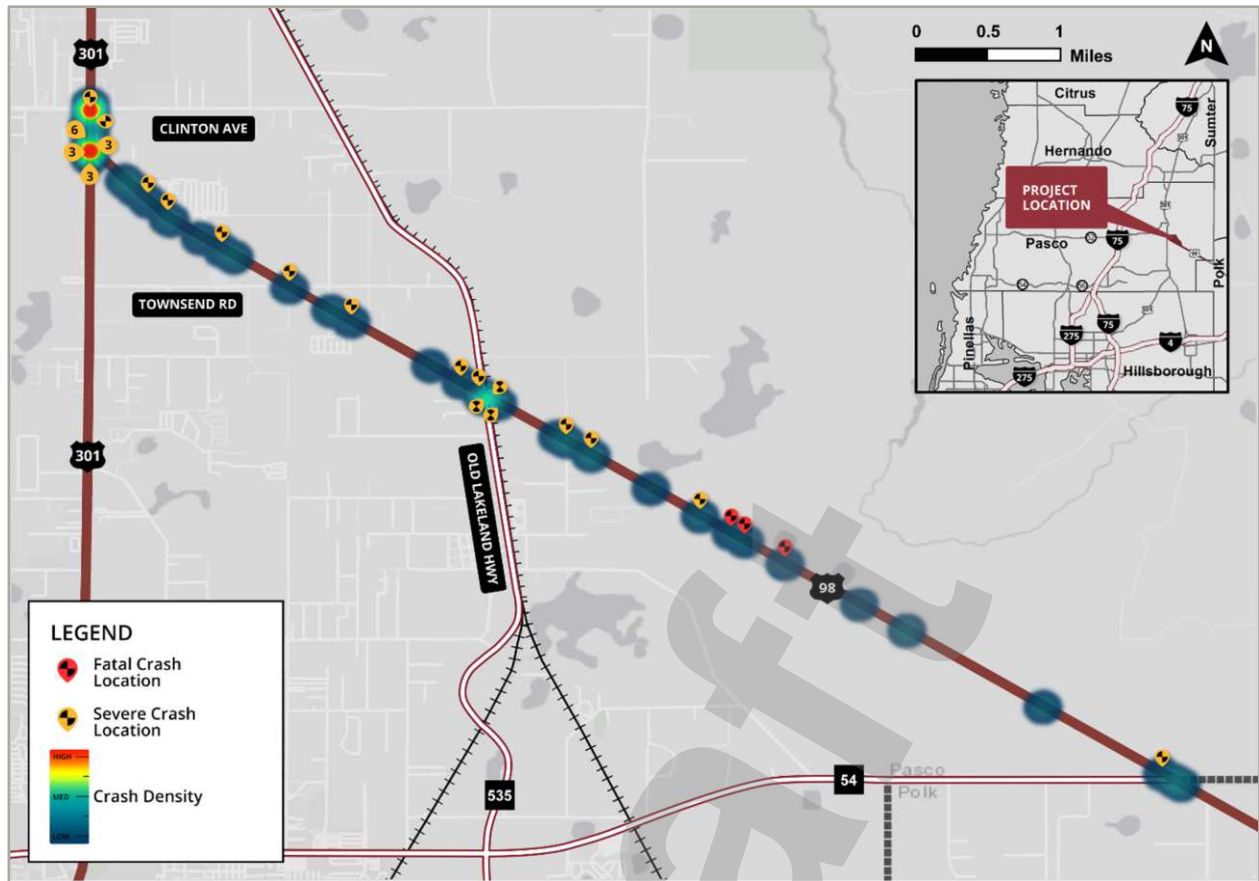 301
CLINTON AVE
6
3
3
3
TOWNSEND RD
301
OLD LAKELAND HWY
98
535
54
Pasco
Polk
0 0.5 1
Miles
N
Citrus
75
Sumter
Hernando
PROJECT
LOCATION
Pasco
75
Polk
Pinellas
275
75
4
275
Hillsborough
LEGEND
Fatal Crash
Location
Severe Crash
Location
HIGH
MED
LOW
Crash Density
aft